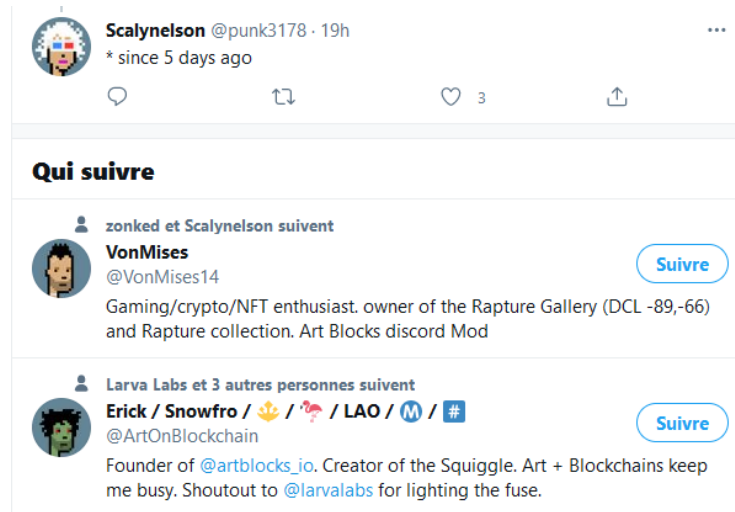 Scalynelson @punk3178 · 19h
* since 5 days ago
3
Qui suivre
zonked et Scalynelson suivent
VonMises
@VonMises14
Suivre
Gaming/crypto/NFT enthusiast. owner of the Rapture Gallery (DCL -89,-66)
and Rapture collection. Art Blocks discord Mod
Larva Labs et 3 autres personnes suivent
Erick / Snowfro / 🔱 / 🦩 / LAO / Ⓜ️ / #️⃣
@ArtOnBlockchain
Suivre
Founder of @artblocks_io. Creator of the Squiggle. Art + Blockchains keep
me busy. Shoutout to @larvalabs for lighting the fuse.